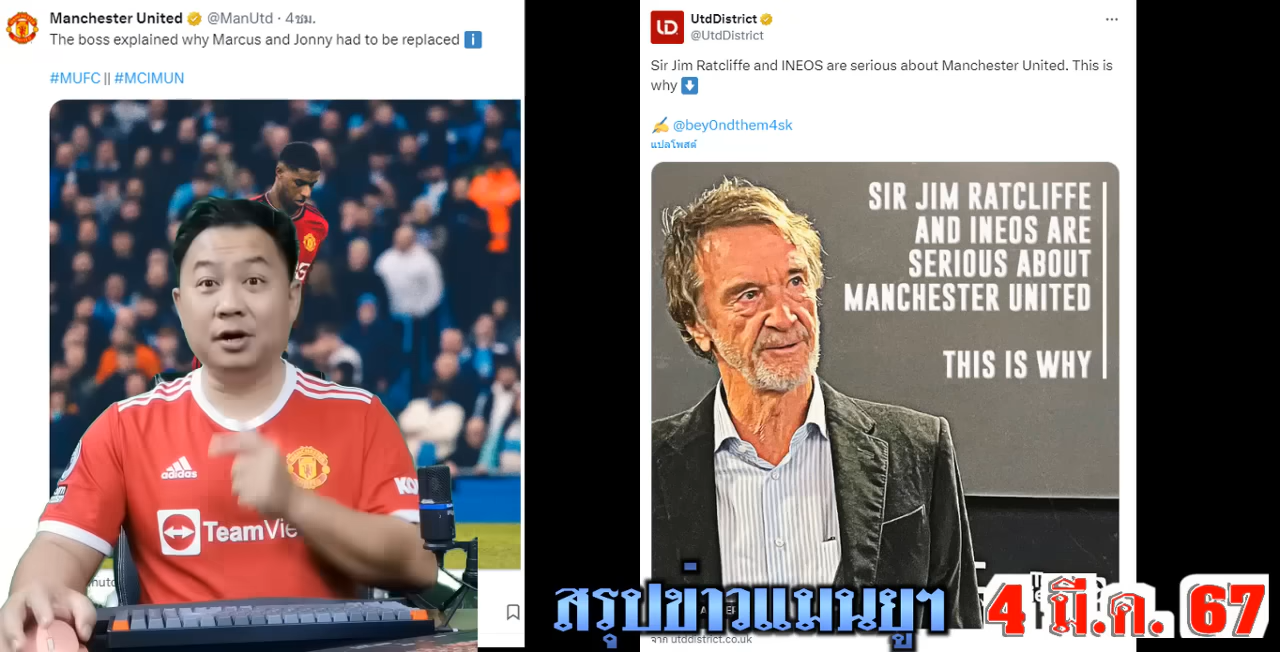 Manchester United @ManUtd · 4ชม.
The boss explained why Marcus and Jonny had to be replaced
#MUFC || #MCIMUN
adidas
TeamVie
UtdDistrict
@UtdDistrict
Sir Jim Ratcliffe and INEOS are serious about Manchester United. This is
why
@bey0ndthem4sk
แปลโพสต์
SIR JIM RATCLIFFE
AND INEOS ARE
SERIOUS ABOUT
MANCHESTER UNITED
THIS IS WHY
สรุปข่าวแมนยูฯ 4 มี.ค. 67
จาก utddistrict.co.uk